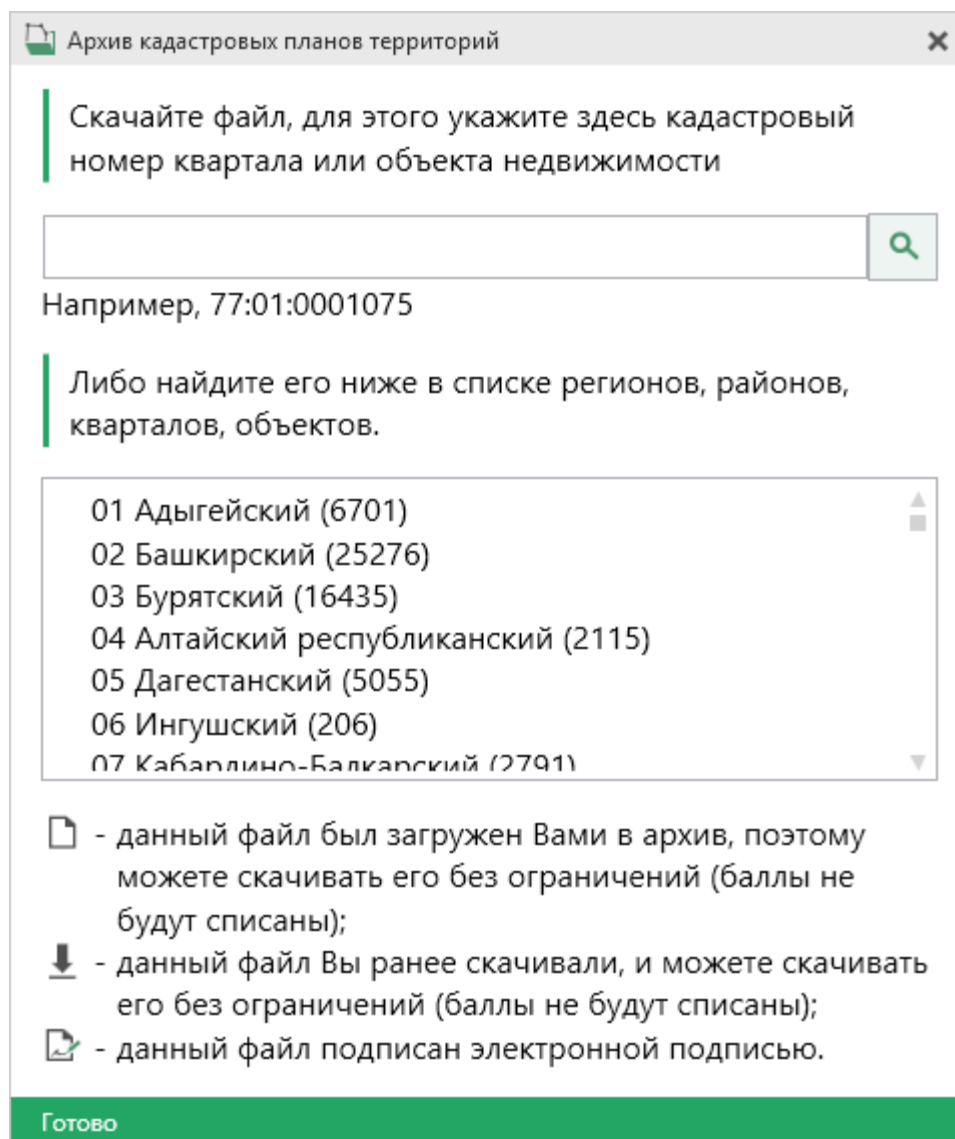 Архив кадастровых планов территорий
Скачайте файл, для этого укажите здесь кадастровый
номер квартала или объекта недвижимости
Например, 77:01:0001075
Либо найдите его ниже в списке регионов, районов,
кварталов, объектов.
01 Адыгейский (6701)
02 Башкирский (25276)
03 Бурятский (16435)
04 Алтайский республиканский (2115)
05 Дагестанский (5055)
06 Ингушский (206)
07 Кабардино-Балкарский (2791)
- данный файл был загружен Вами в архив, поэтому
можете скачивать его без ограничений (баллы не
будут списаны);
- данный файл Вы ранее скачивали, и можете скачивать
его без ограничений (баллы не будут списаны);
- данный файл подписан электронной подписью.
Готово